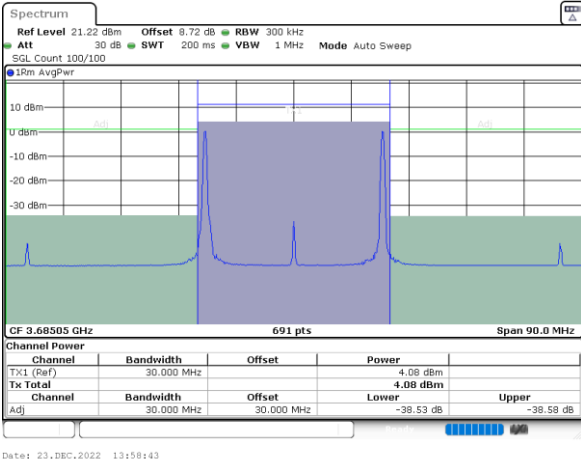 Spectrum
Ref Level 21.22 dBm Offset 8.72 dB RBW 300 kHz
Att 30 dB SWT 200 ms VBW 1 MHz Mode Auto Sweep
SGL Count 100/100
1Rm AvgPwr
10 dBm
Adj Adj
0 dBm
-10 dBm
-20 dBm
-30 dBm
CF 3.68505 GHz 691 pts Span 90.0 MHz
Channel Power
Channel Bandwidth Offset Power
TX1 (Ref) 30.000 MHz 4.08 dBm
Tx Total 4.08 dBm
Channel Bandwidth Offset Lower Upper
Adj 30.000 MHz 30.000 MHz -38.53 dB -38.58 dB
Ready
Date: 23.DEC.2022 13:58:43